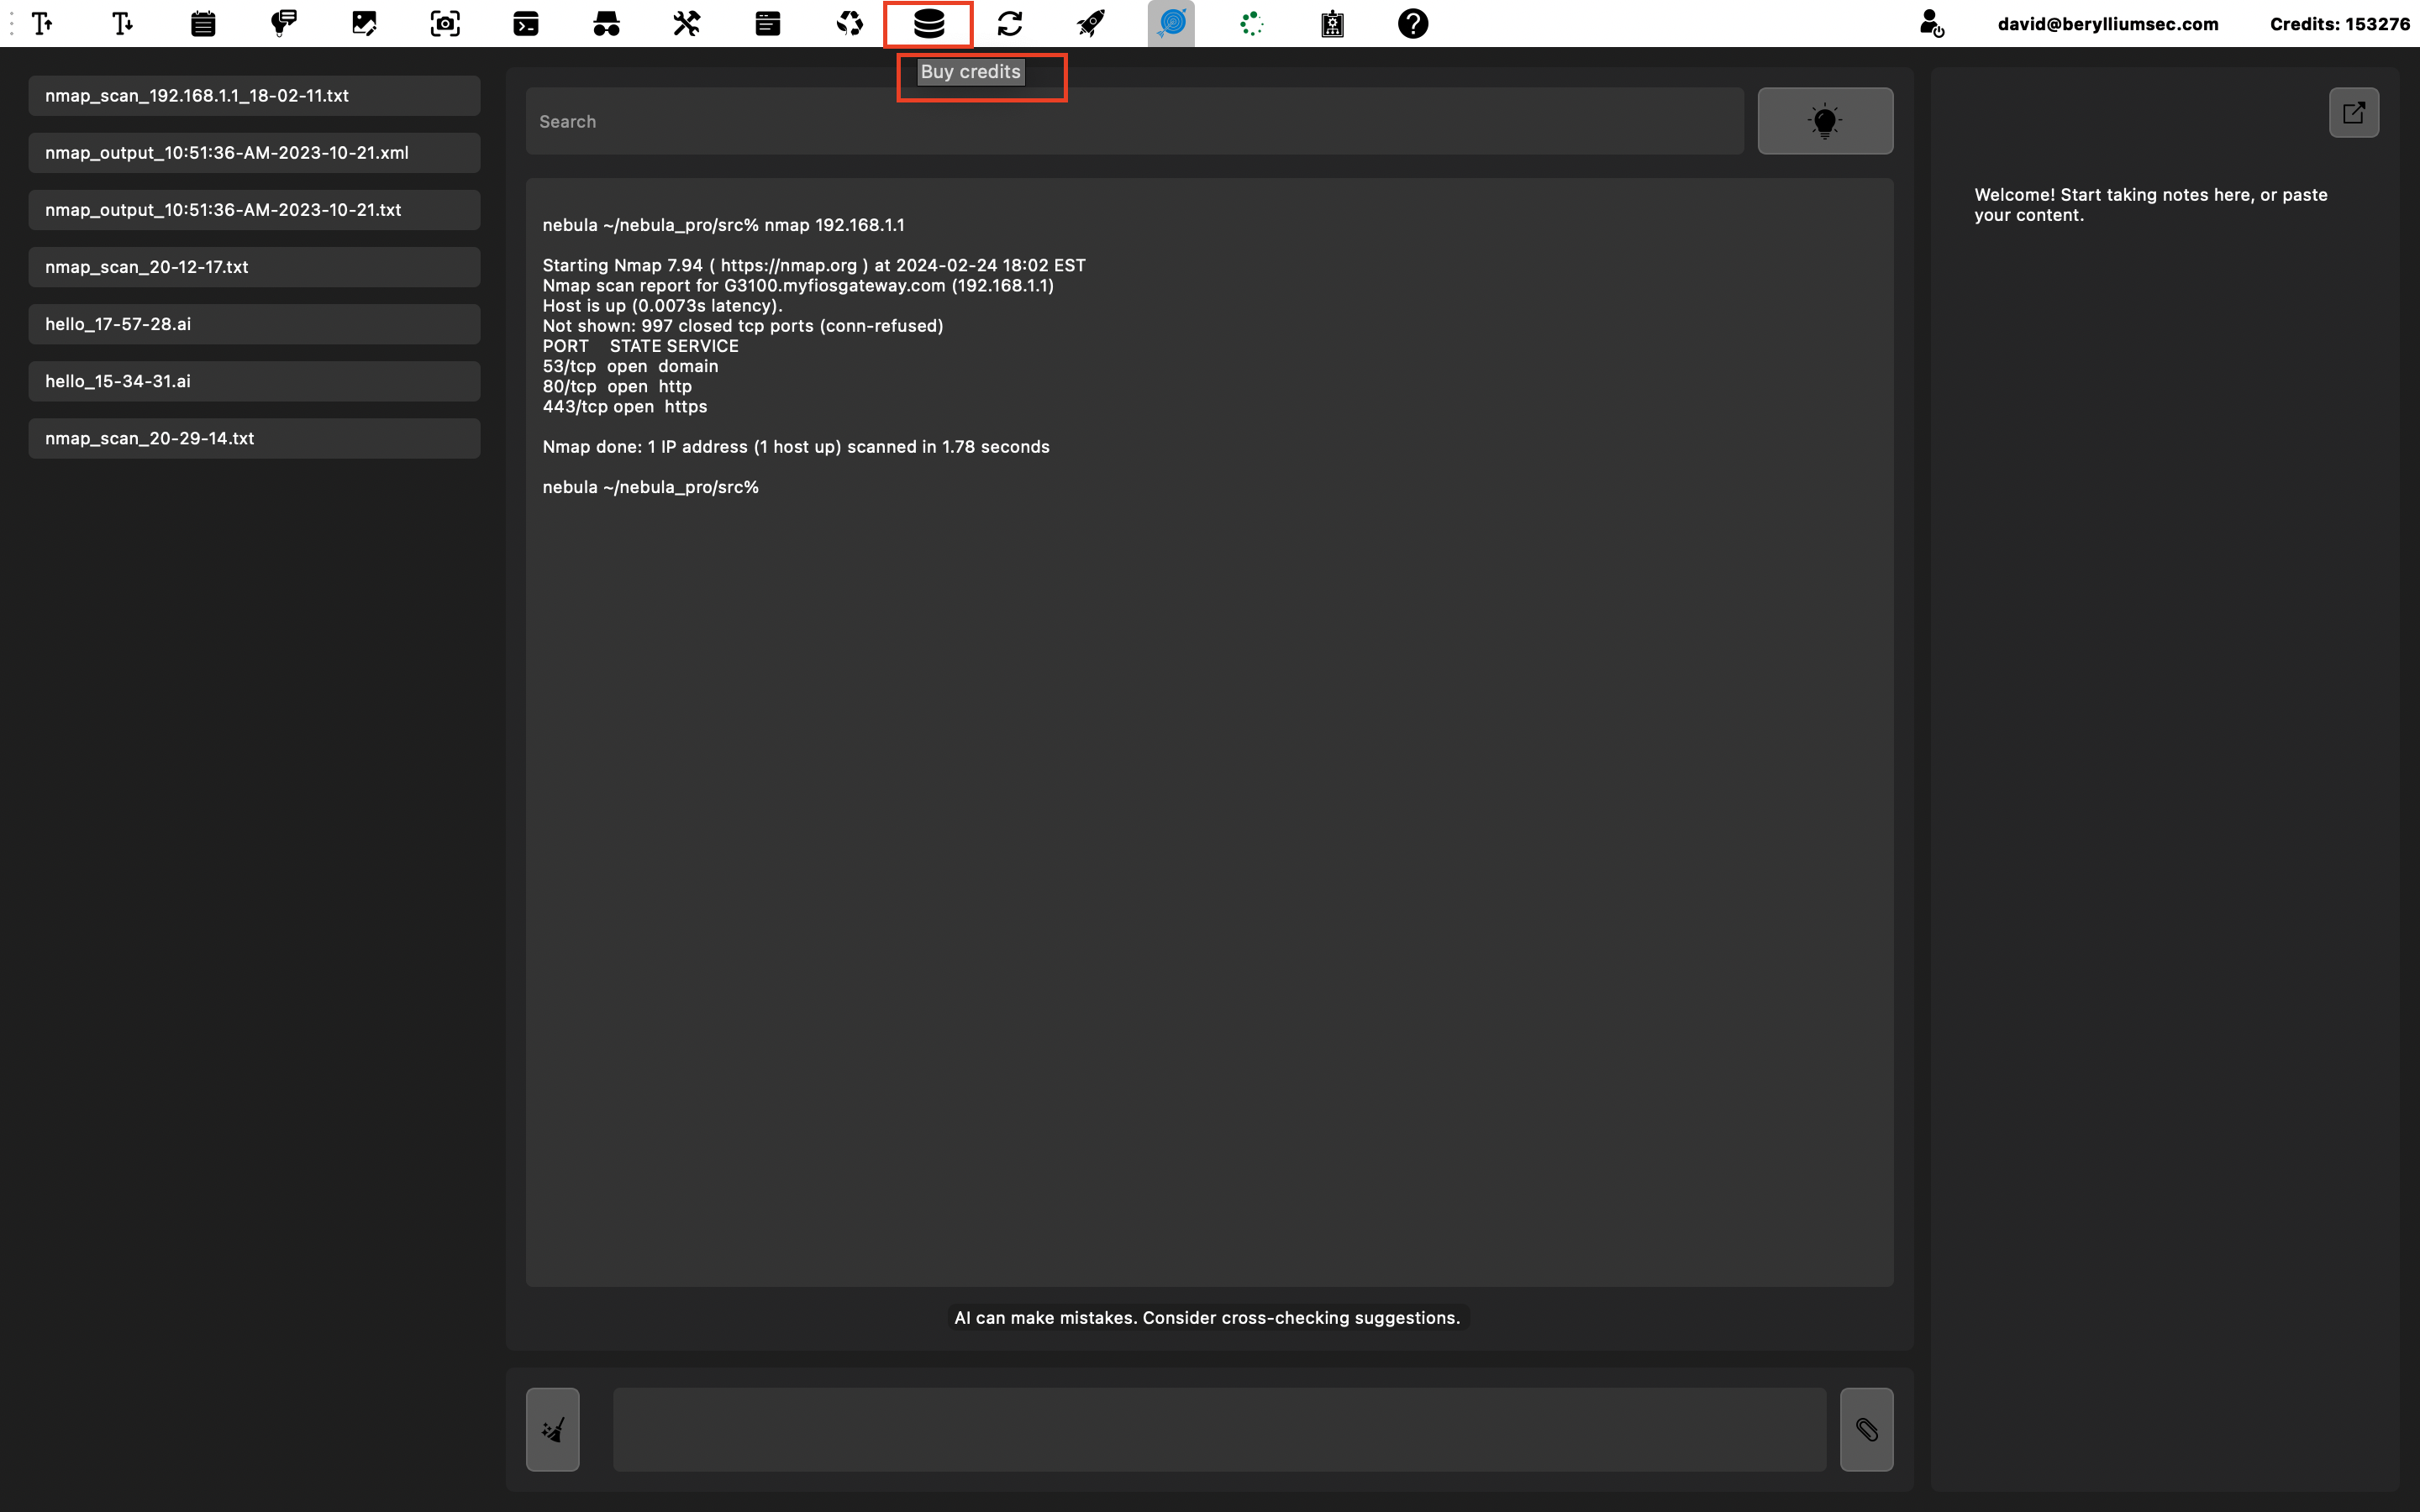 david@berylliumsec.com
Credits: 153276
Buy credits
nmap_scan_192.168.1.1_18-02-11.txt
nmap_output_10:51:36-AM-2023-10-21.xml
nmap_output_10:51:36-AM-2023-10-21.txt
nmap_scan_20-12-17.txt
hello_17-57-28.ai
hello_15-34-31.ai
nmap_scan_20-29-14.txt
Search
nebula ~/nebula_pro/src% nmap 192.168.1.1
Starting Nmap 7.94 ( https://nmap.org ) at 2024-02-24 18:02 EST
Nmap scan report for G3100.myfiosgateway.com (192.168.1.1)
Host is up (0.0073s latency).
Not shown: 997 closed tcp ports (conn-refused)
PORT STATE SERVICE
53/tcp open domain
80/tcp open http
443/tcp open https
Nmap done: 1 IP address (1 host up) scanned in 1.78 seconds
nebula ~/nebula_pro/src%
AI can make mistakes. Consider cross-checking suggestions.
Welcome! Start taking notes here, or paste
your content.